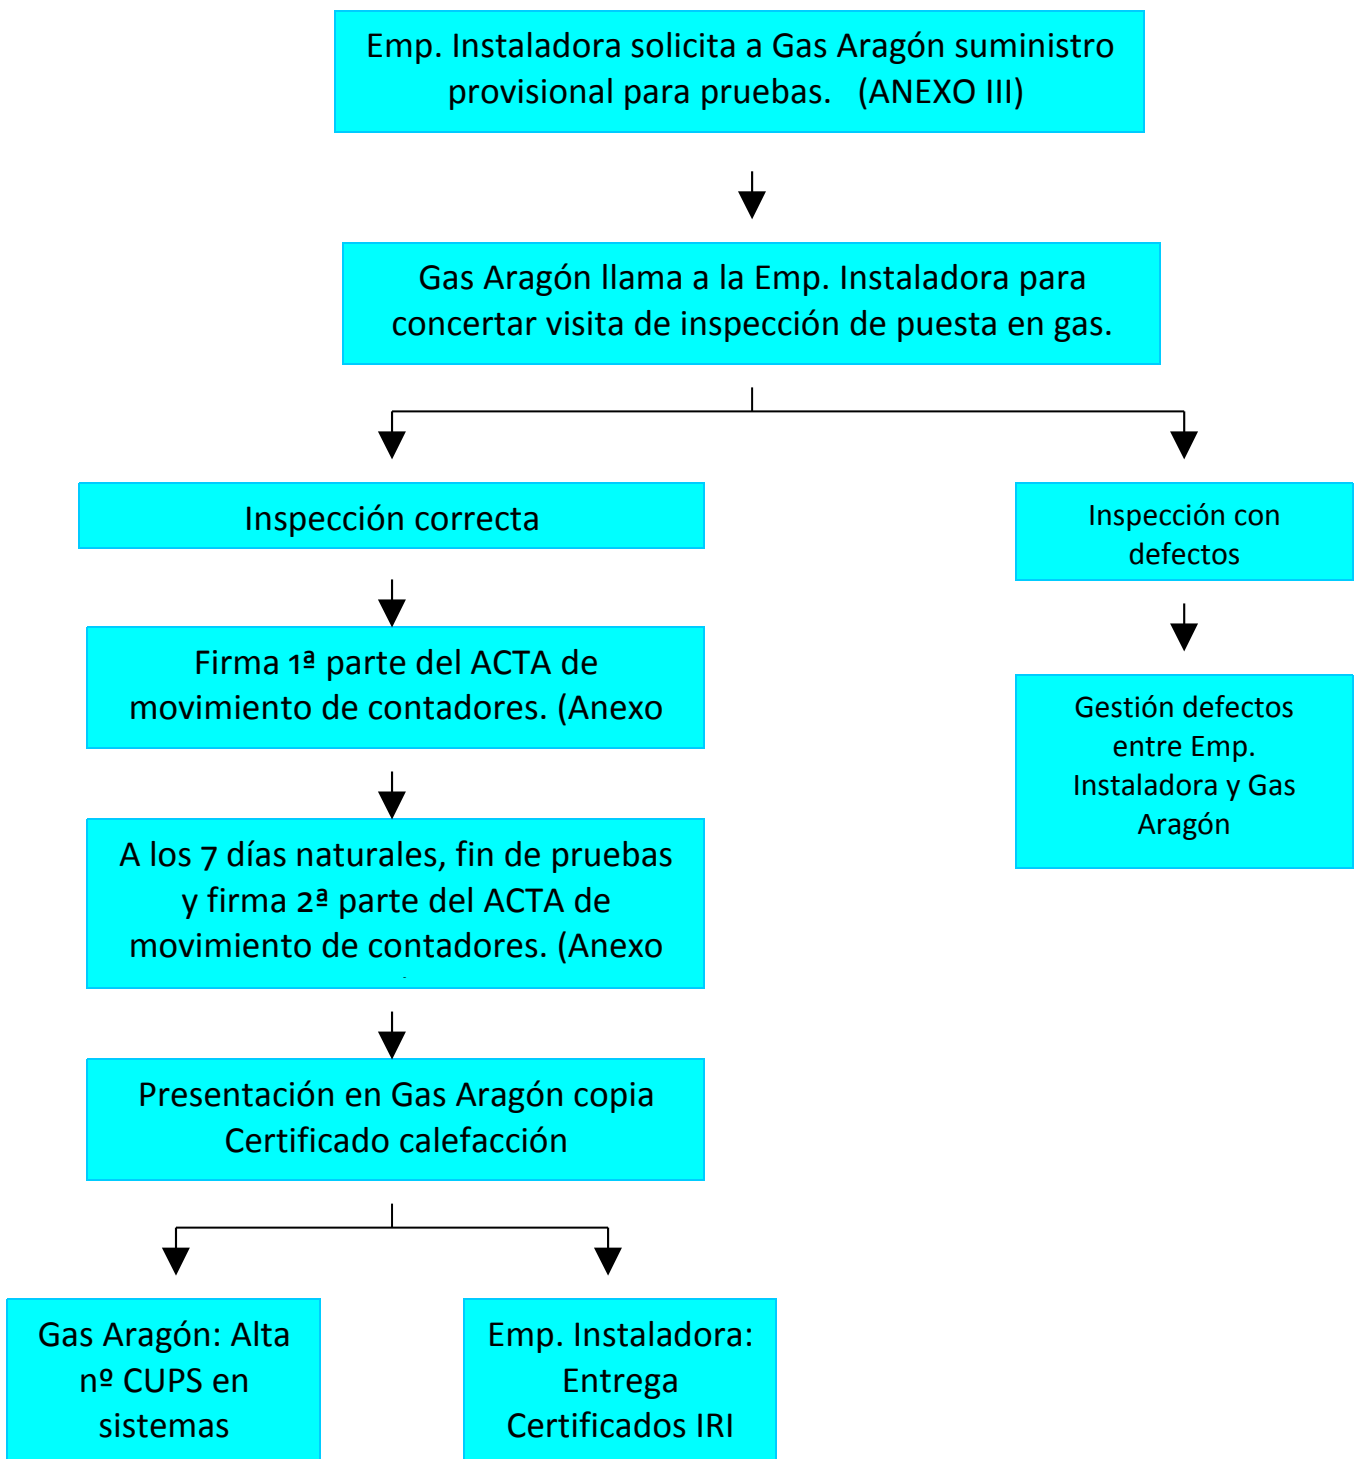 Emp. Instaladora solicita a Gas Aragón suministro
provisional para pruebas. (ANEXO III)
Gas Aragón llama a la Emp. Instaladora para
concertar visita de inspección de puesta en gas.
Inspección correcta
Inspección con
defectos
Firma 1ª parte del ACTA de
movimiento de contadores. (Anexo
Gestión defectos
entre Emp.
Instaladora y Gas
Aragón
A los 7 días naturales, fin de pruebas
y firma 2ª parte del ACTA de
movimiento de contadores. (Anexo
Presentación en Gas Aragón copia
Certificado calefacción
Gas Aragón: Alta
nº CUPS en
sistemas
Emp. Instaladora:
Entrega
Certificados IRI